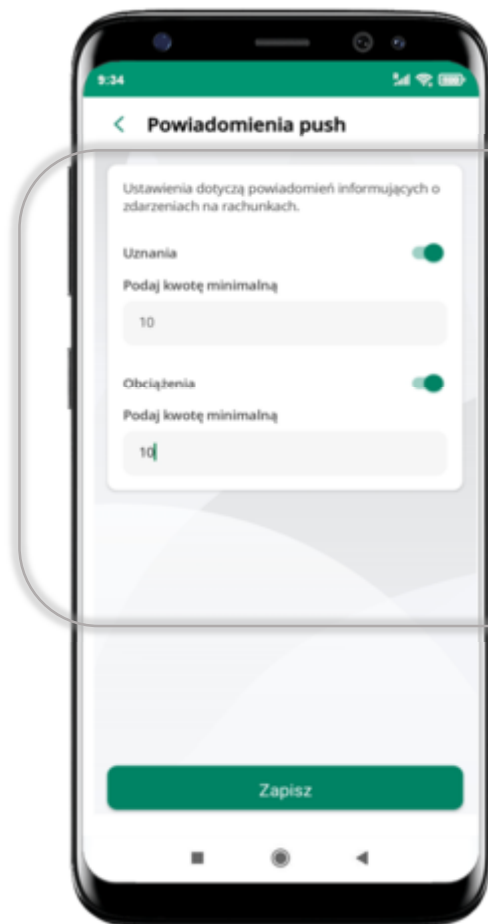 9:34
Powiadomienia push
Ustawienia dotyczą powiadomień informujących o
zdarzeniach na rachunkach.
Uznania
Podaj kwotę minimalną
10
Obciążenia
Podaj kwotę minimalną
10
Zapisz